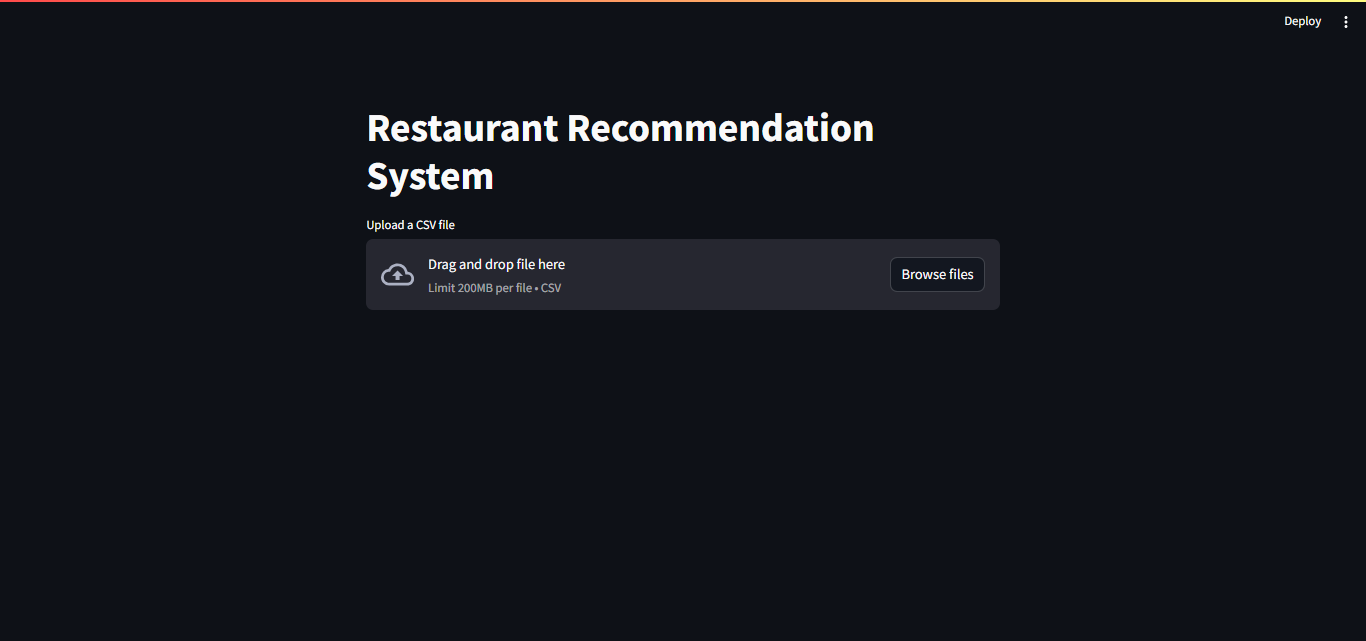 Deploy
Restaurant Recommendation
System
Upload a CSV file
Drag and drop file here
Limit 200MB per file • CSV
Browse files